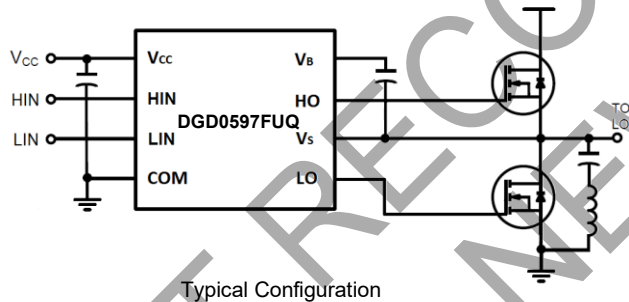 Vcc
HIN
LIN
Vcc
HIN
LIN
COM
DGD0597FUQ
VB
HO
VS
LO
TO
LO
Typical Configuration